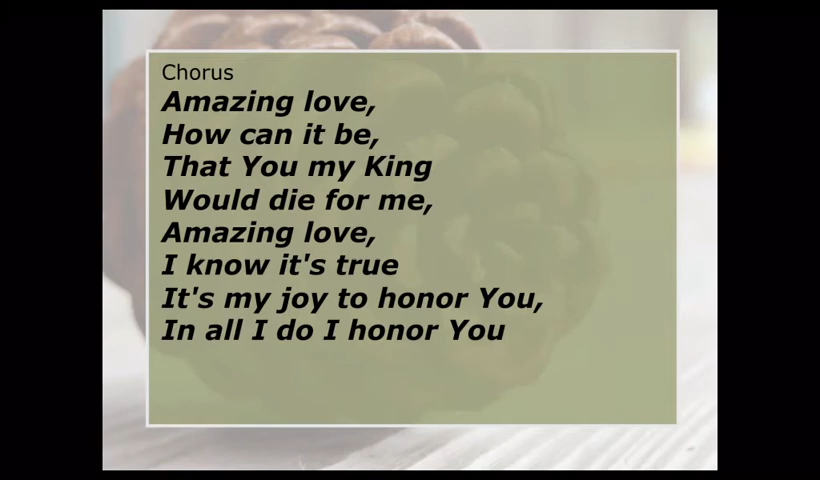 Chorus
Amazing love,
How can it be,
That You my King
Would die for me,
Amazing love,
I know it's true
It's my joy to honor You,
In all I do I honor You